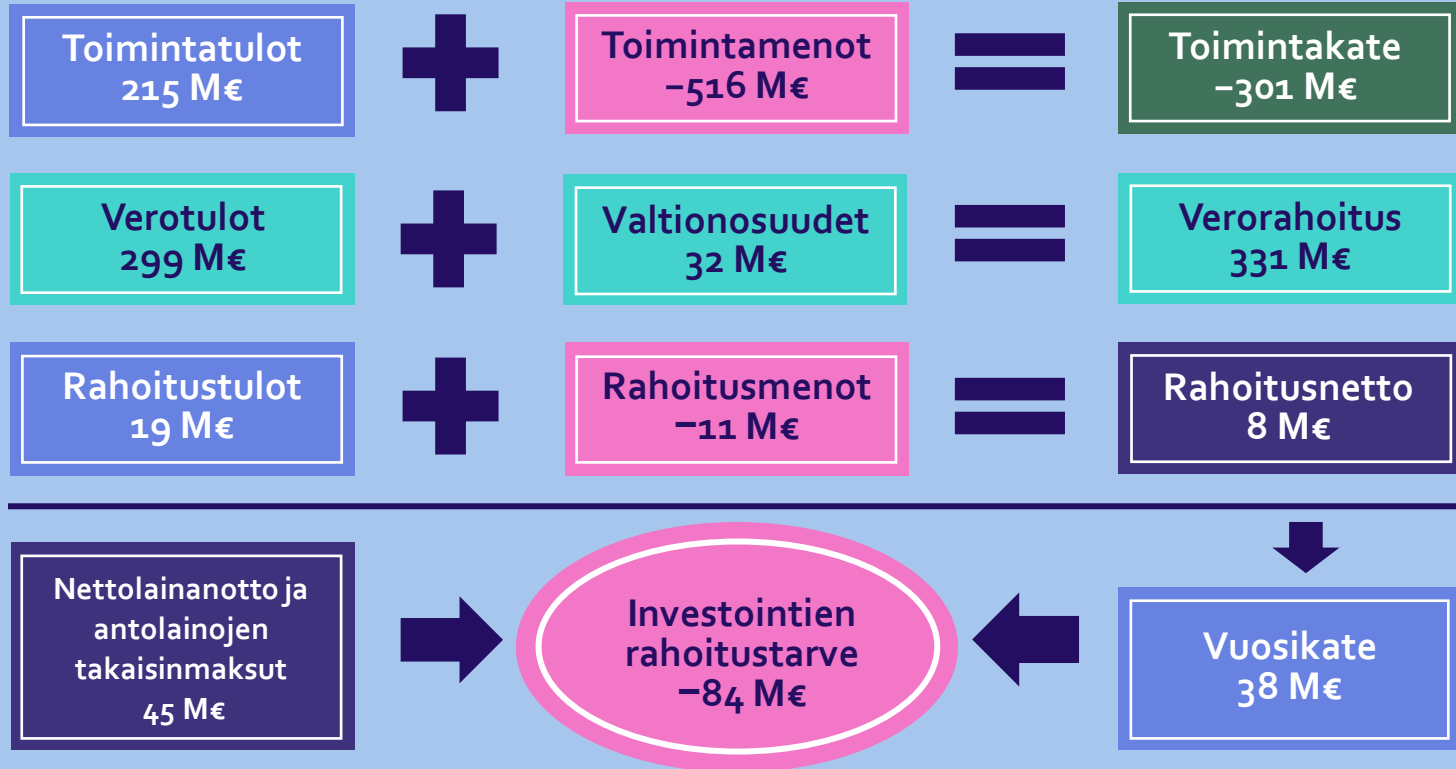 Toimintatulot
215 M€
Toimintamenot
−516 M€
Toimintakate
−301 M€
Verotulot
299 M€
Valtionosuudet
32 M€
Verorahoitus
331 M€
Rahoitustulot
19 M€
Rahoitusmenot
−11 M€
Rahoitusnetto
8 M€
Nettolainanotto ja
antolainojen
takaisinmaksut
45 M€
Investointien
rahoitustarve
−84 M€
Vuosikate
38 M€